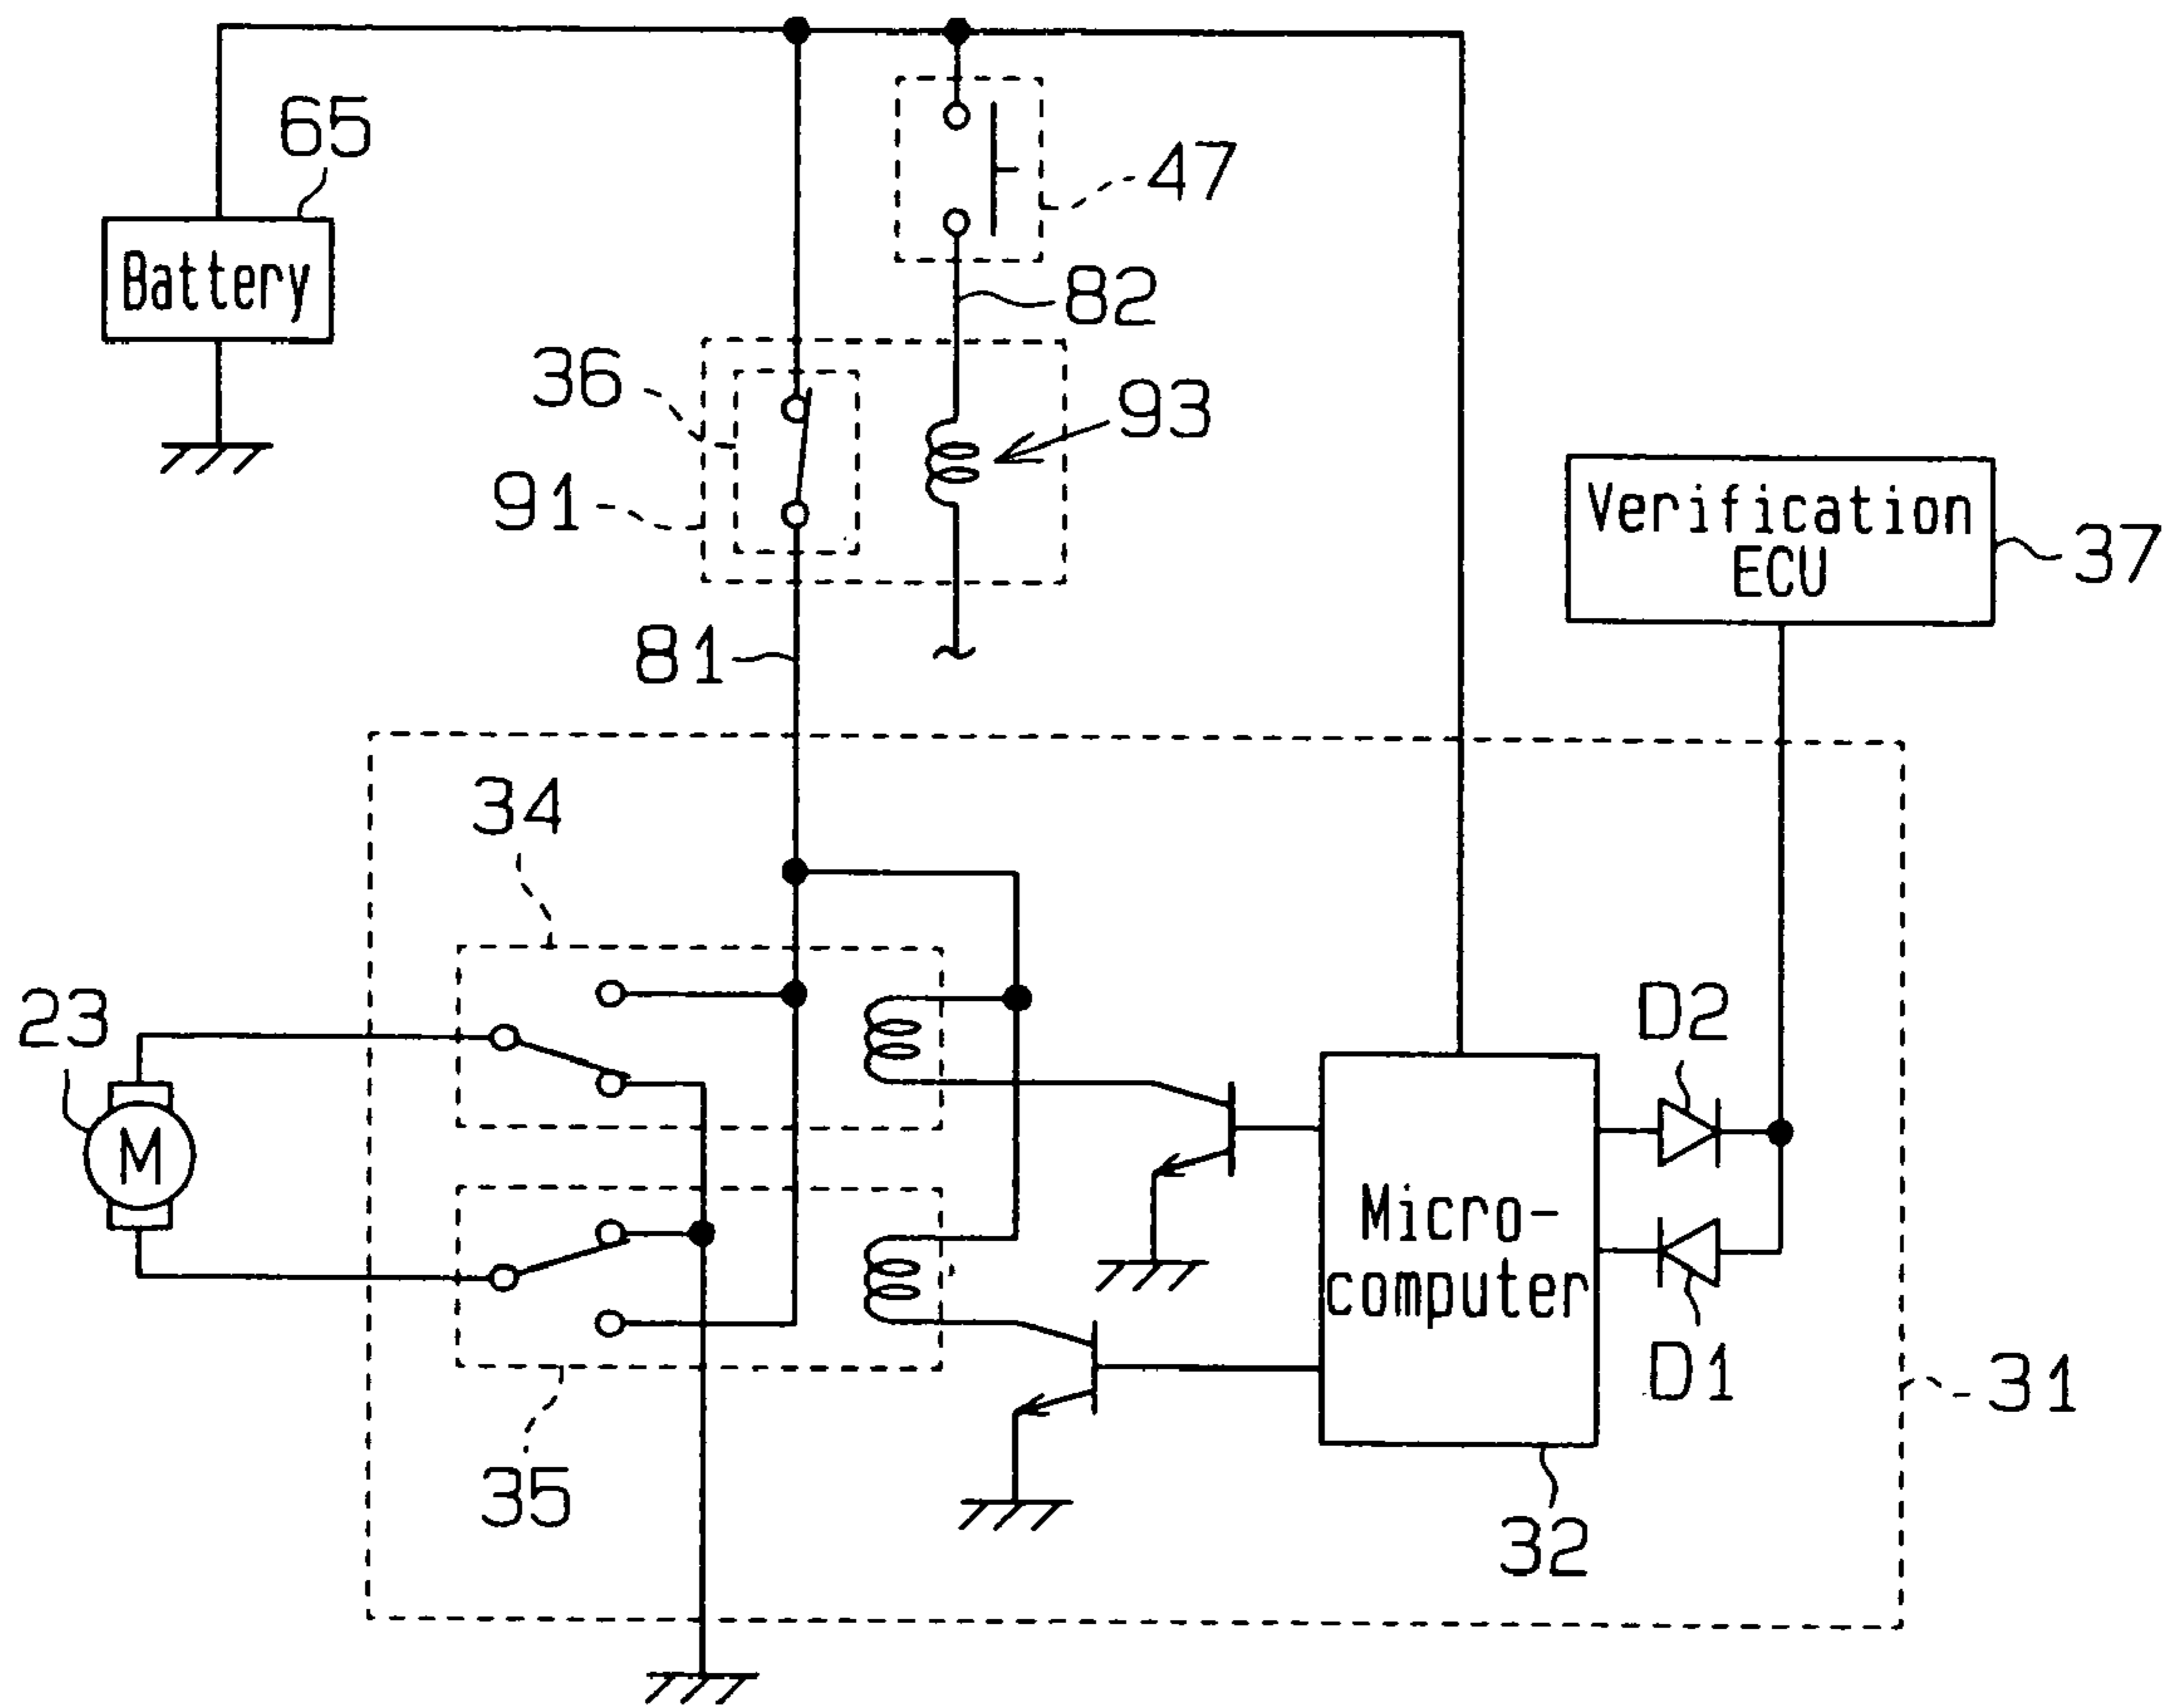 65
Battery
47
82
36
93
91
Verification
ECU
37
81
34
23
M
D2
Micro-
computer
D1
31
35
32